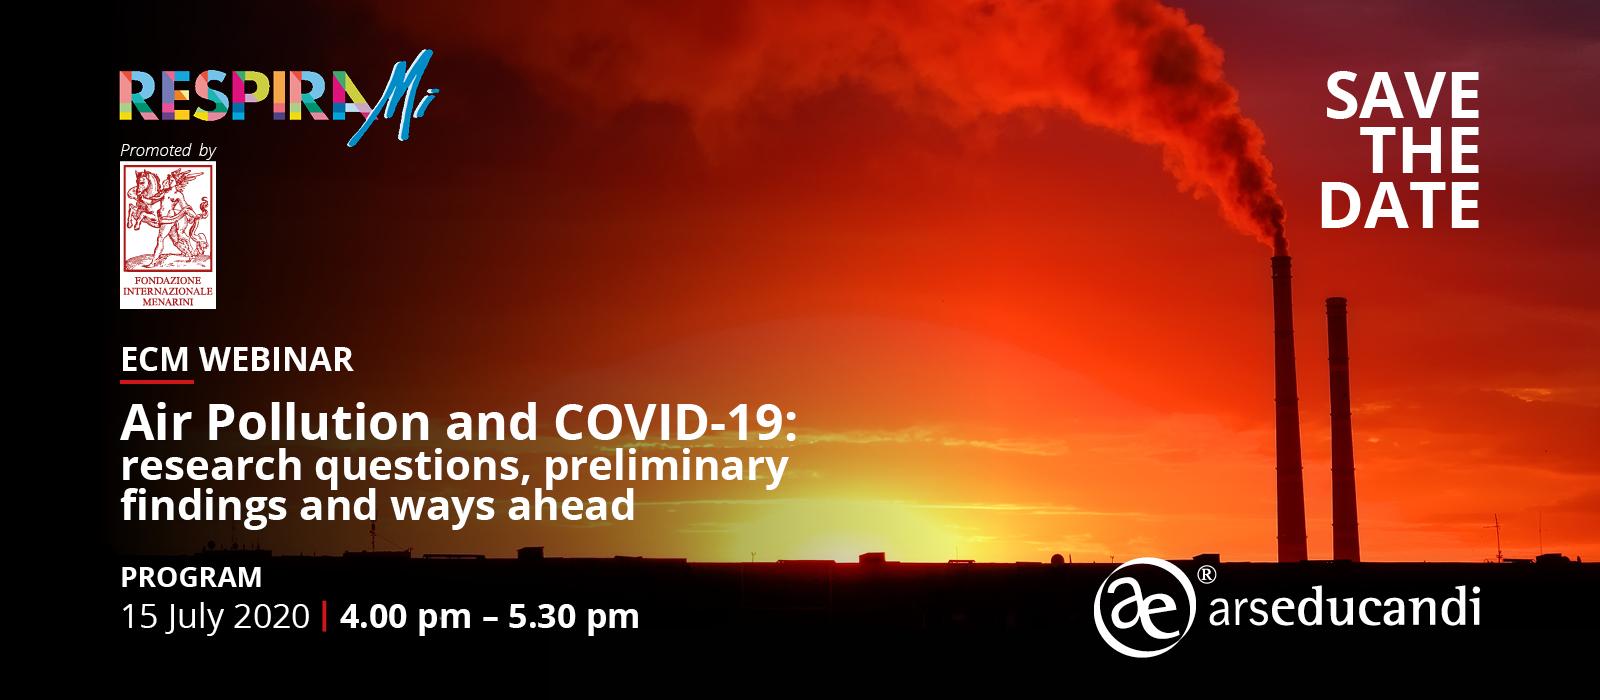 RESPIRAMi
Promoted by
FONDAZIONE
INTERNAZIONALE
MENARINI
SAVE
THE
DATE
ECM WEBINAR
Air Pollution and COVID-19:
research questions, preliminary
findings and ways ahead
PROGRAM
15 July 2020 | 4.00 pm – 5.30 pm
ae® arseducandi